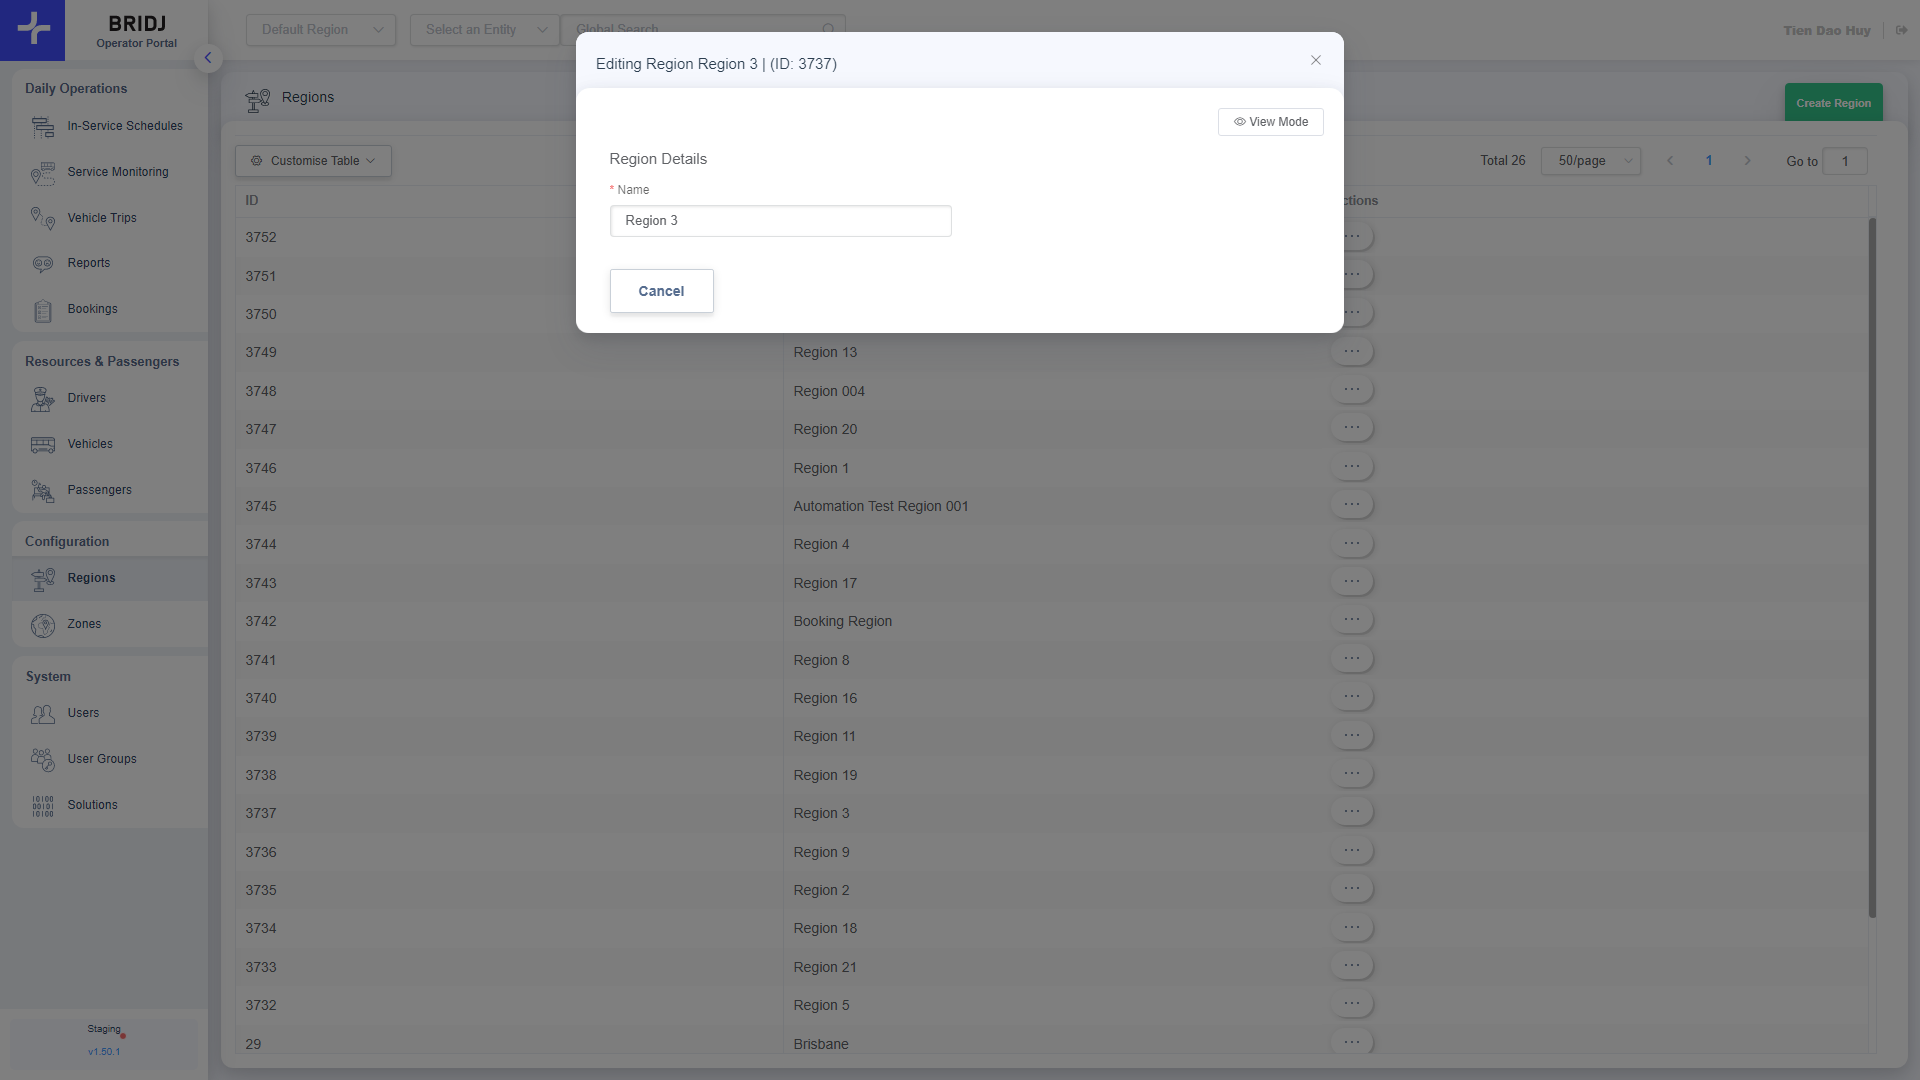 BRIDJ
Operator Portal
Default Region
Select an Entity
Global Search
Tien Dao Huy
Editing Region Region 3 | (ID: 3737)
View Mode
Region Details
* Name
Region 3
Cancel
Daily Operations
In-Service Schedules
Service Monitoring
Vehicle Trips
Reports
Bookings
Resources & Passengers
Drivers
Vehicles
Passengers
Configuration
Regions
Zones
System
Users
User Groups
Solutions
Staging
v1.50.1
Regions
Create Region
Customise Table
Total 26
50/page
1
Go to
1
ID
3752
3751
3750
3749 Region 13
3748 Region 004
3747 Region 20
3746 Region 1
3745 Automation Test Region 001
3744 Region 4
3743 Region 17
3742 Booking Region
3741 Region 8
3740 Region 16
3739 Region 11
3738 Region 19
3737 Region 3
3736 Region 9
3735 Region 2
3734 Region 18
3733 Region 21
3732 Region 5
29 Brisbane